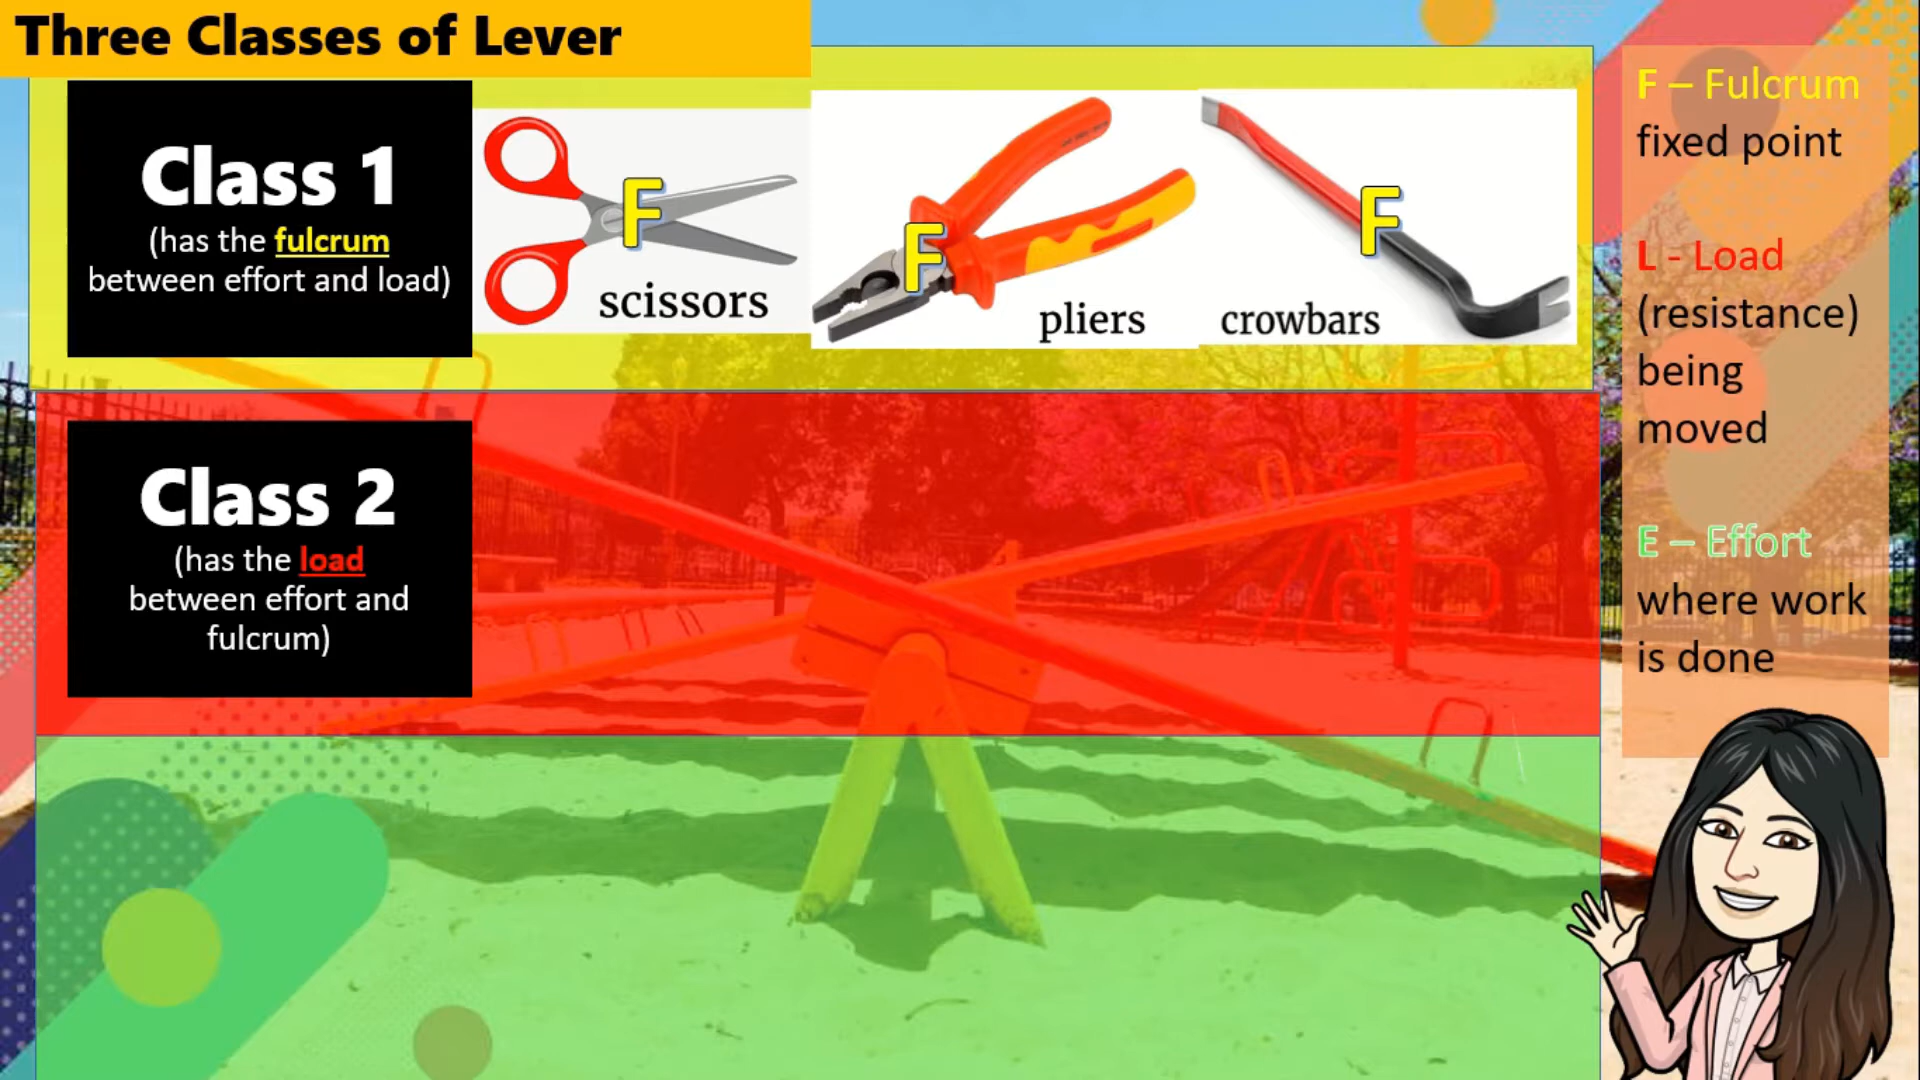 Three Classes of Lever
Class 1
(has the fulcrum
between effort and load)
F
scissors
F
pliers
F
crowbars
Class 2
(has the load
between effort and
fulcrum)
F – Fulcrum
fixed point
L - Load
(resistance)
being
moved
E – Effort
where work
is done